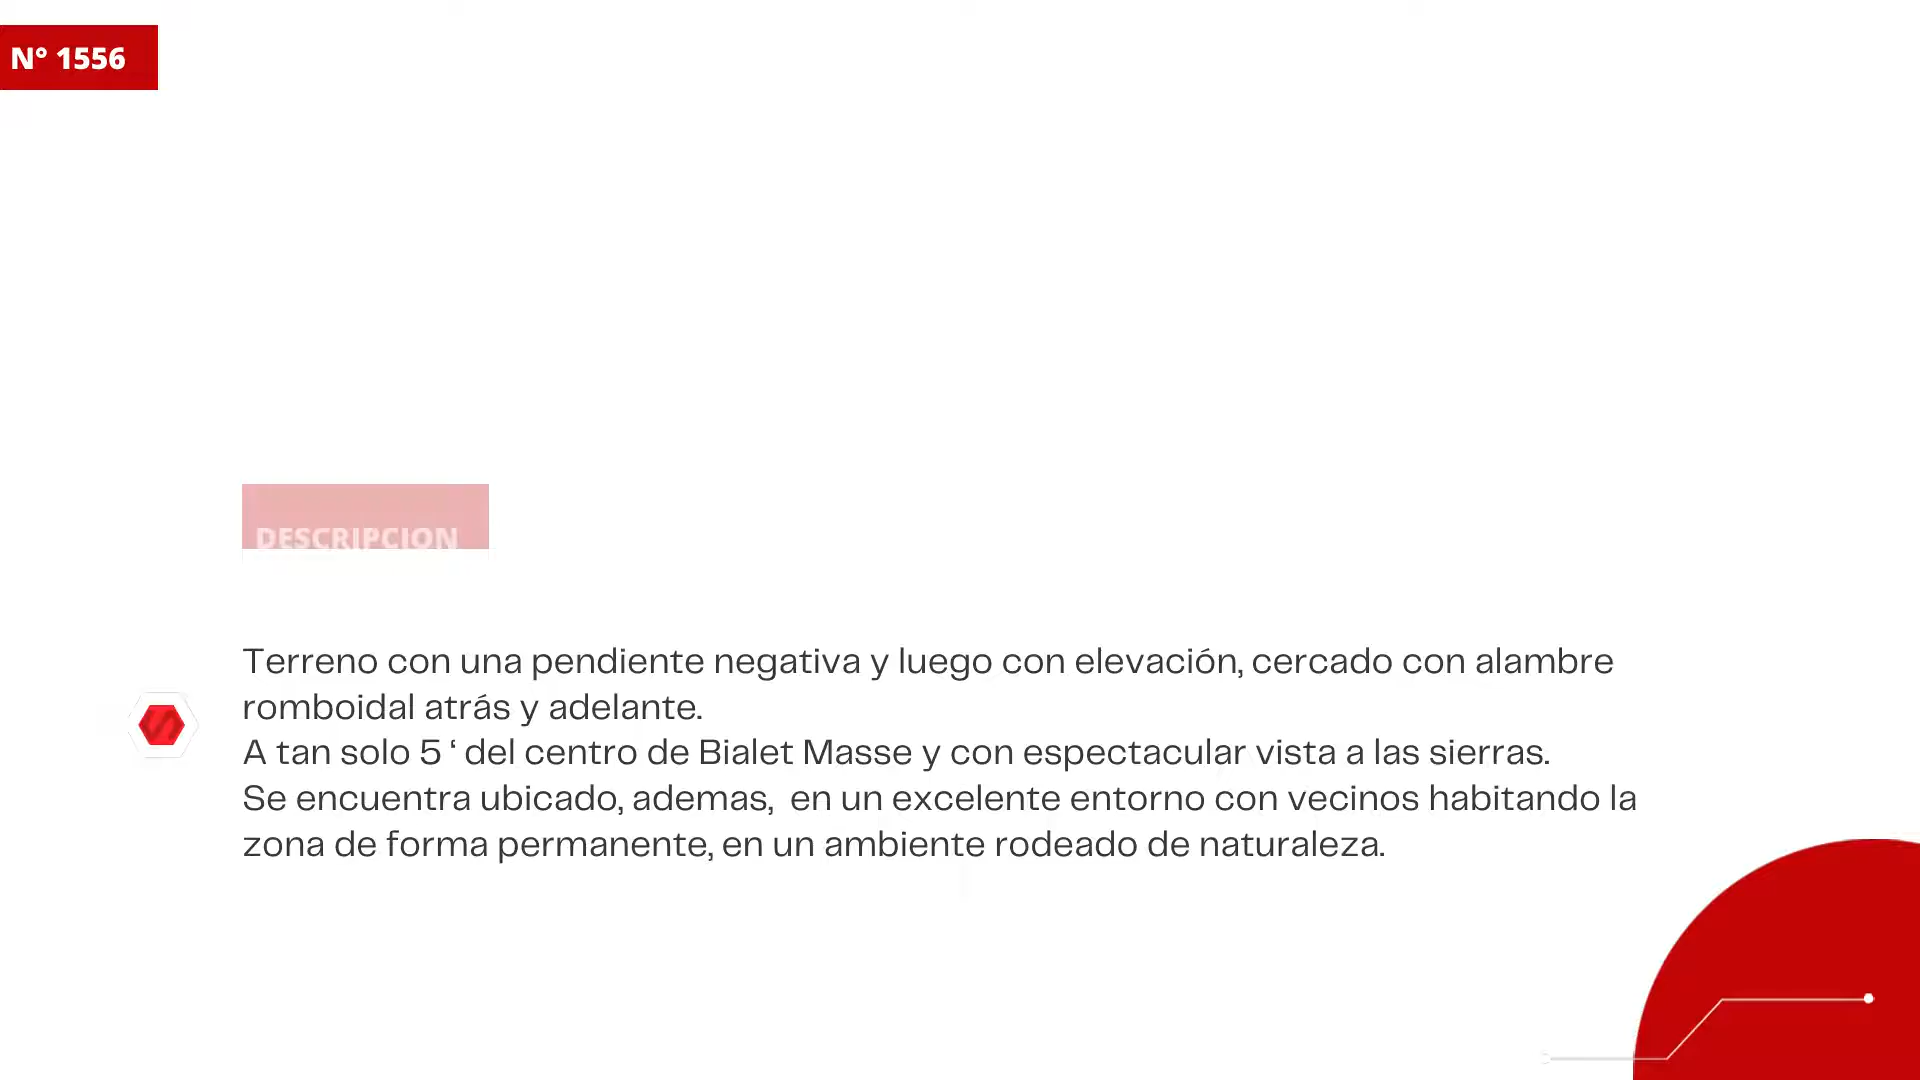 N° 1556
DESCRIPCION
Terreno con una pendiente negativa y luego con elevación, cercado con alambre
romboidal atrás y adelante.
A tan solo 5 ‘ del centro de Bialet Masse y con espectacular vista a las sierras.
Se encuentra ubicado, ademas,  en un excelente entorno con vecinos habitando la
zona de forma permanente, en un ambiente rodeado de naturaleza.